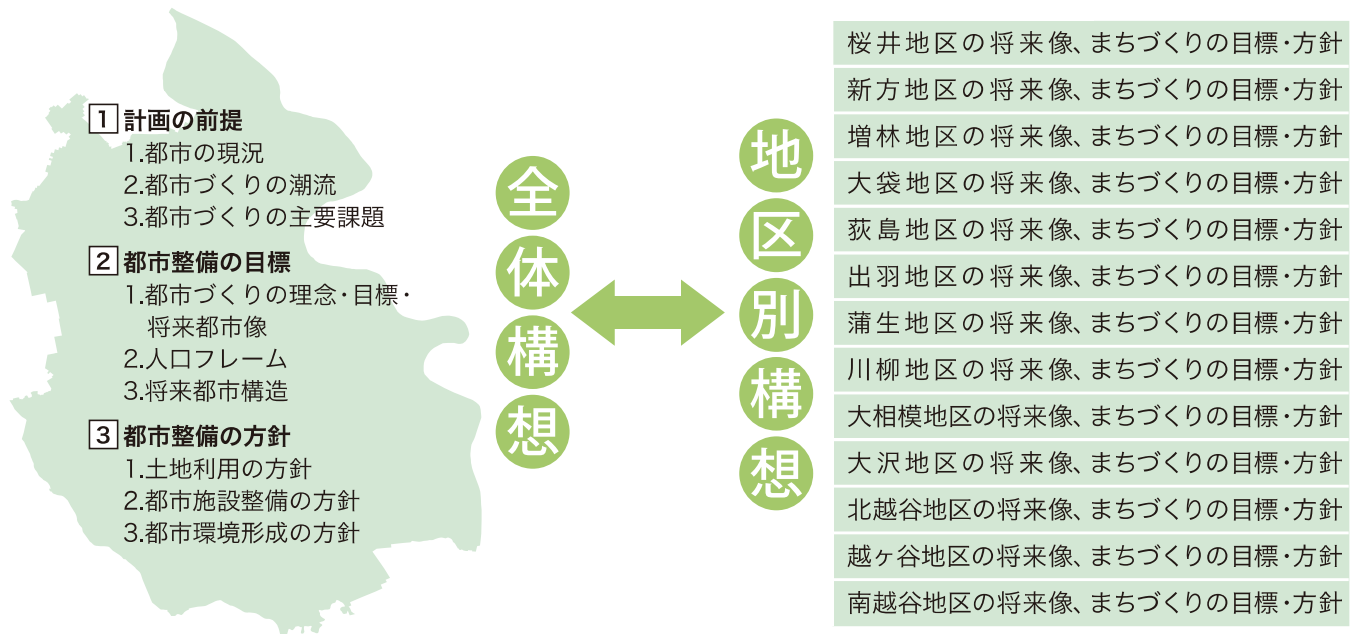 1 計画の前提
1.都市の現況
2.都市づくりの潮流
3.都市づくりの主要課題
2 都市整備の目標
1.都市づくりの理念・目標・
将来都市像
2.人口フレーム
3.将来都市構造
3 都市整備の方針
1.土地利用の方針
2.都市施設整備の方針
3.都市環境形成の方針
全体構想
地区別構想
桜井地区の将来像、まちづくりの目標・方針
新方地区の将来像、まちづくりの目標・方針
増林地区の将来像、まちづくりの目標・方針
大袋地区の将来像、まちづくりの目標・方針
荻島地区の将来像、まちづくりの目標・方針
出羽地区の将来像、まちづくりの目標・方針
蒲生地区の将来像、まちづくりの目標・方針
川柳地区の将来像、まちづくりの目標・方針
大相模地区の将来像、まちづくりの目標・方針
大沢地区の将来像、まちづくりの目標・方針
北越谷地区の将来像、まちづくりの目標・方針
越ヶ谷地区の将来像、まちづくりの目標・方針
南越谷地区の将来像、まちづくりの目標・方針